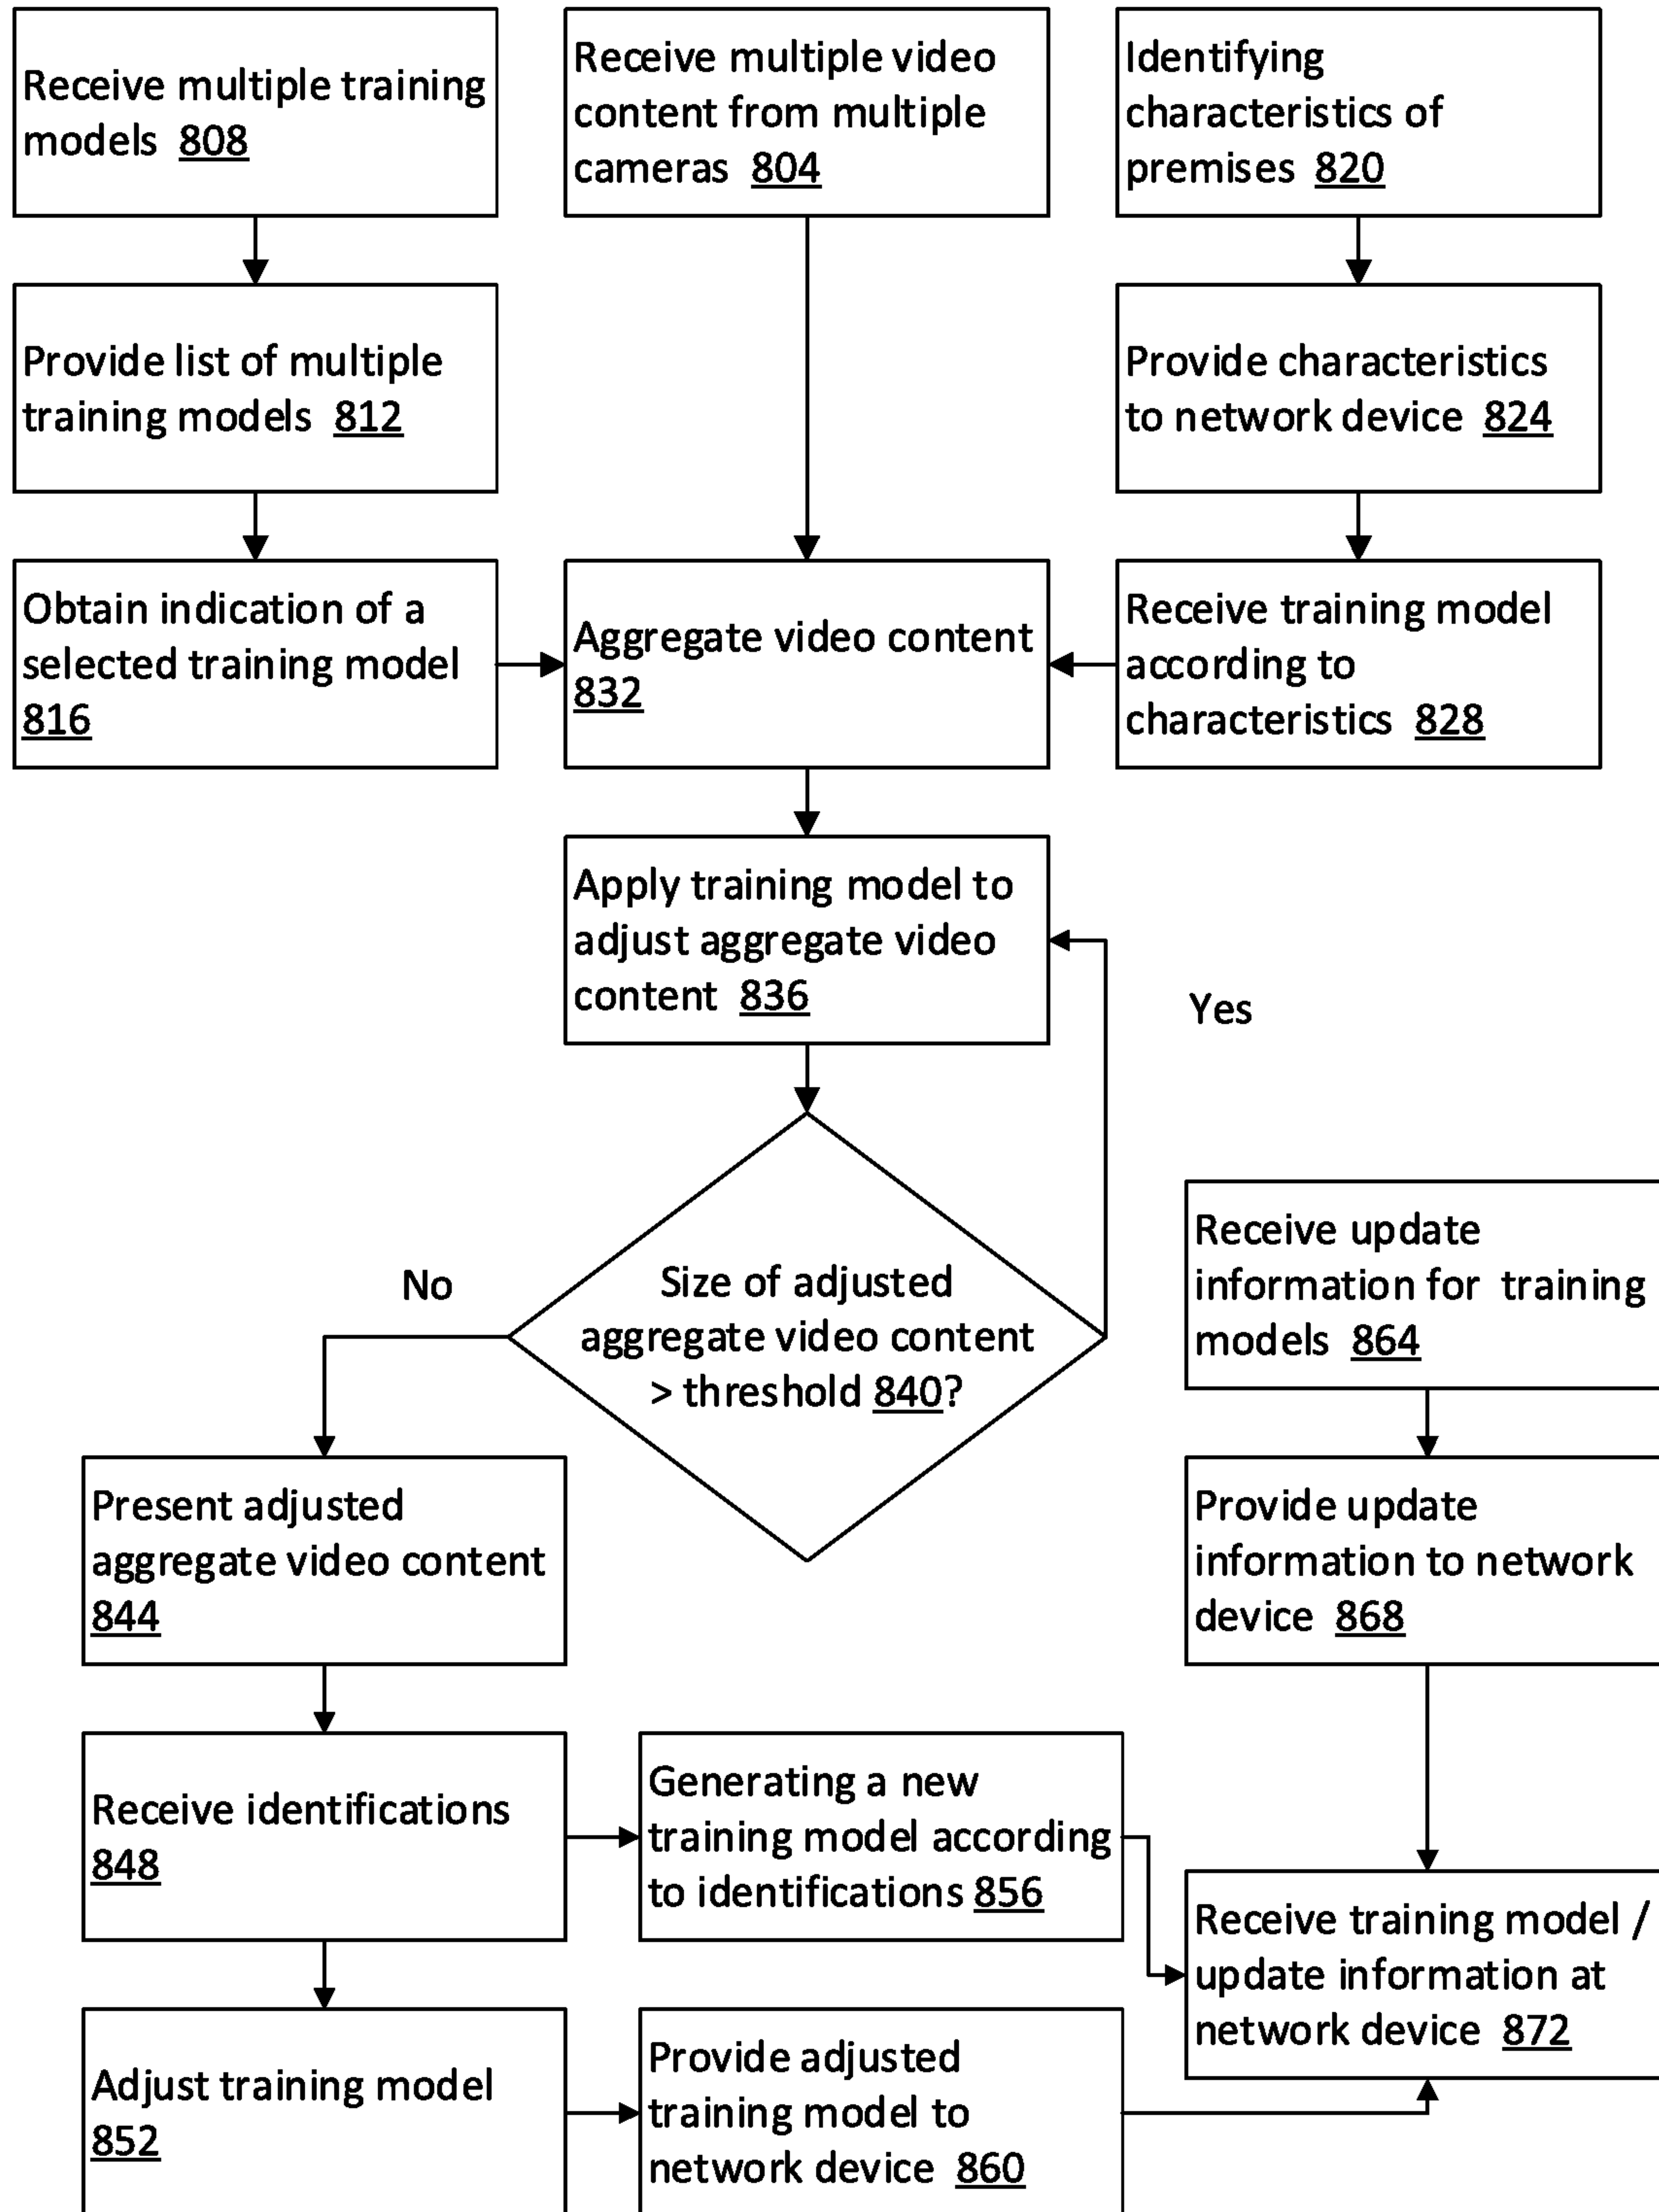 Receive multiple training
models 808
Receive multiple video
content from multiple
cameras 804
Identifying
characteristics of
premises 820
Provide list of multiple
training models 812
Provide characteristics
to network device 824
Obtain indication of a
selected training model
816
Aggregate video content
832
Receive training model
according to
characteristics 828
Apply training model to
adjust aggregate video
content 836
Yes
No
Size of adjusted
aggregate video content
> threshold 840?
Receive update
information for training
models 864
Present adjusted
aggregate video content
844
Provide update
information to network
device 868
Receive identifications
848
Generating a new
training model according
to identifications 856
Receive training model /
update information at
network device 872
Adjust training model
852
Provide adjusted
training model to
network device 860